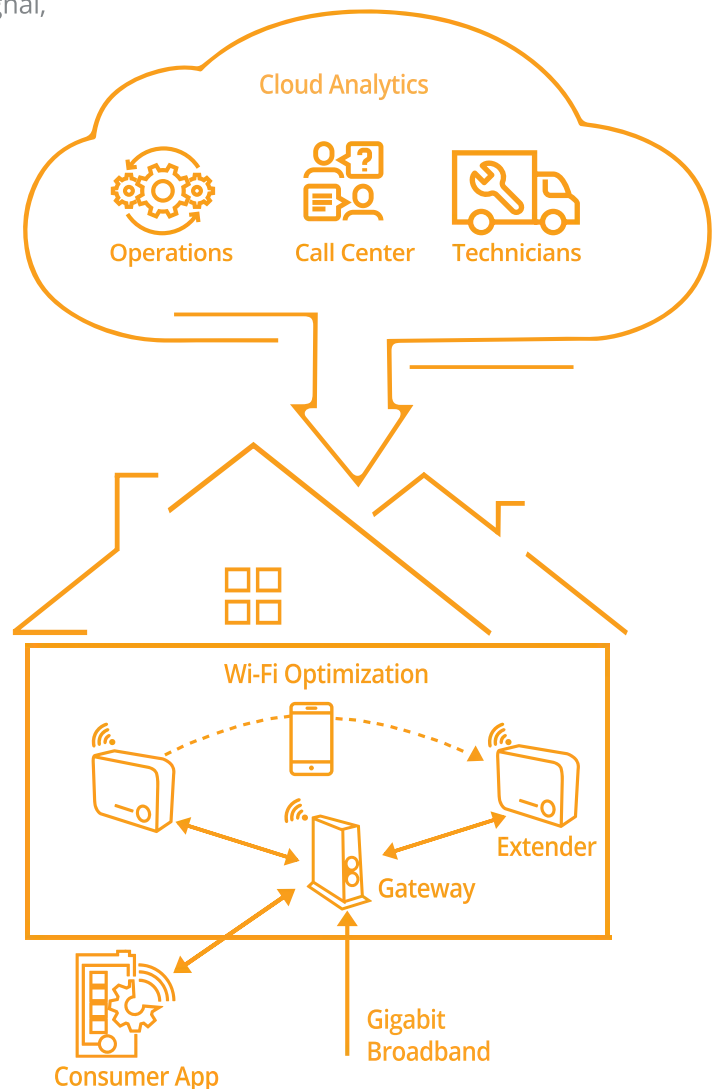 Cloud Analytics
?
Operations
Call Center
Technicians
Wi-Fi Optimization
Extender
Gateway
Gigabit
Broadband
Consumer App